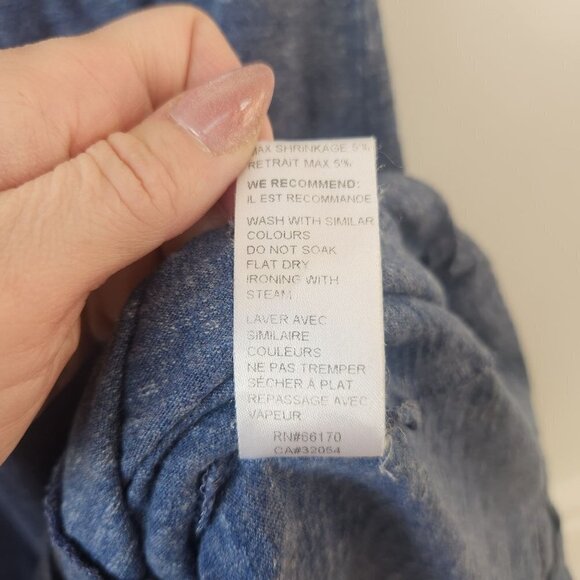 MAX SHRINKAGE 5%
RETRAIT MAX 5%
WE RECOMMEND:
IL EST RECOMMANDE
WASH WITH SIMILAR
COLOURS
DO NOT SOAK
FLAT DRY
IRONING WITH
STEAM
LAVER AVEC
SIMILAIRE
COULEURS
NE PAS TREMPER
SÉCHER À PLAT
REPASSAGE AVEC
VAPEUR
RN#66170
CA#32054